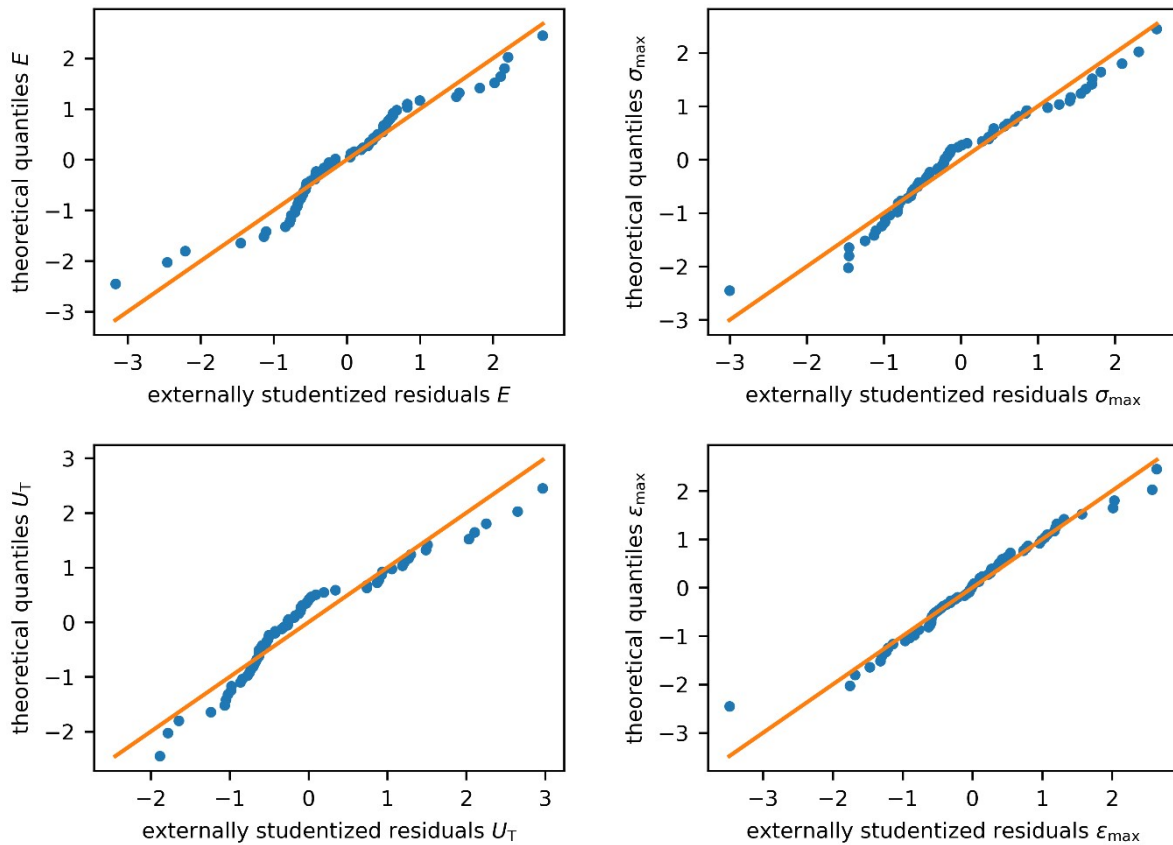 theoretical quantiles E
2
1
0
−1
−2
−3
−3 −2 −1 0 1 2
externally studentized residuals E
theoretical quantiles σmax
2
1
0
−1
−2
−3
−3 −2 −1 0 1 2
externally studentized residuals σmax
theoretical quantiles UT
3
2
1
0
−1
−2
−2 −1 0 1 2 3
externally studentized residuals UT
theoretical quantiles εmax
2
1
0
−1
−2
−3
−3 −2 −1 0 1 2
externally studentized residuals εmax